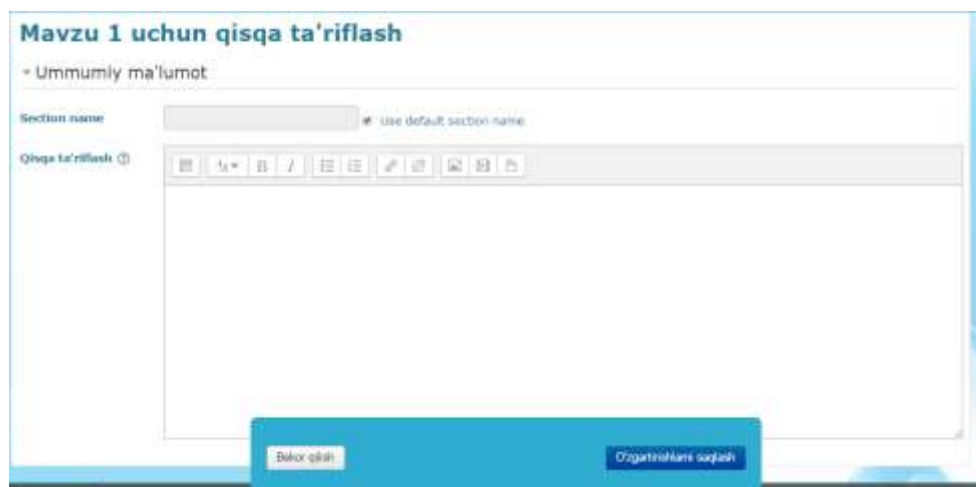 Mavzu 1 uchun qisqa ta'riflash
Ummumiy ma'lumot
Section name
Use default section name
Qisqa ta'riflash
B I
Bekor qilish
O'zgartirishlarni saqlash